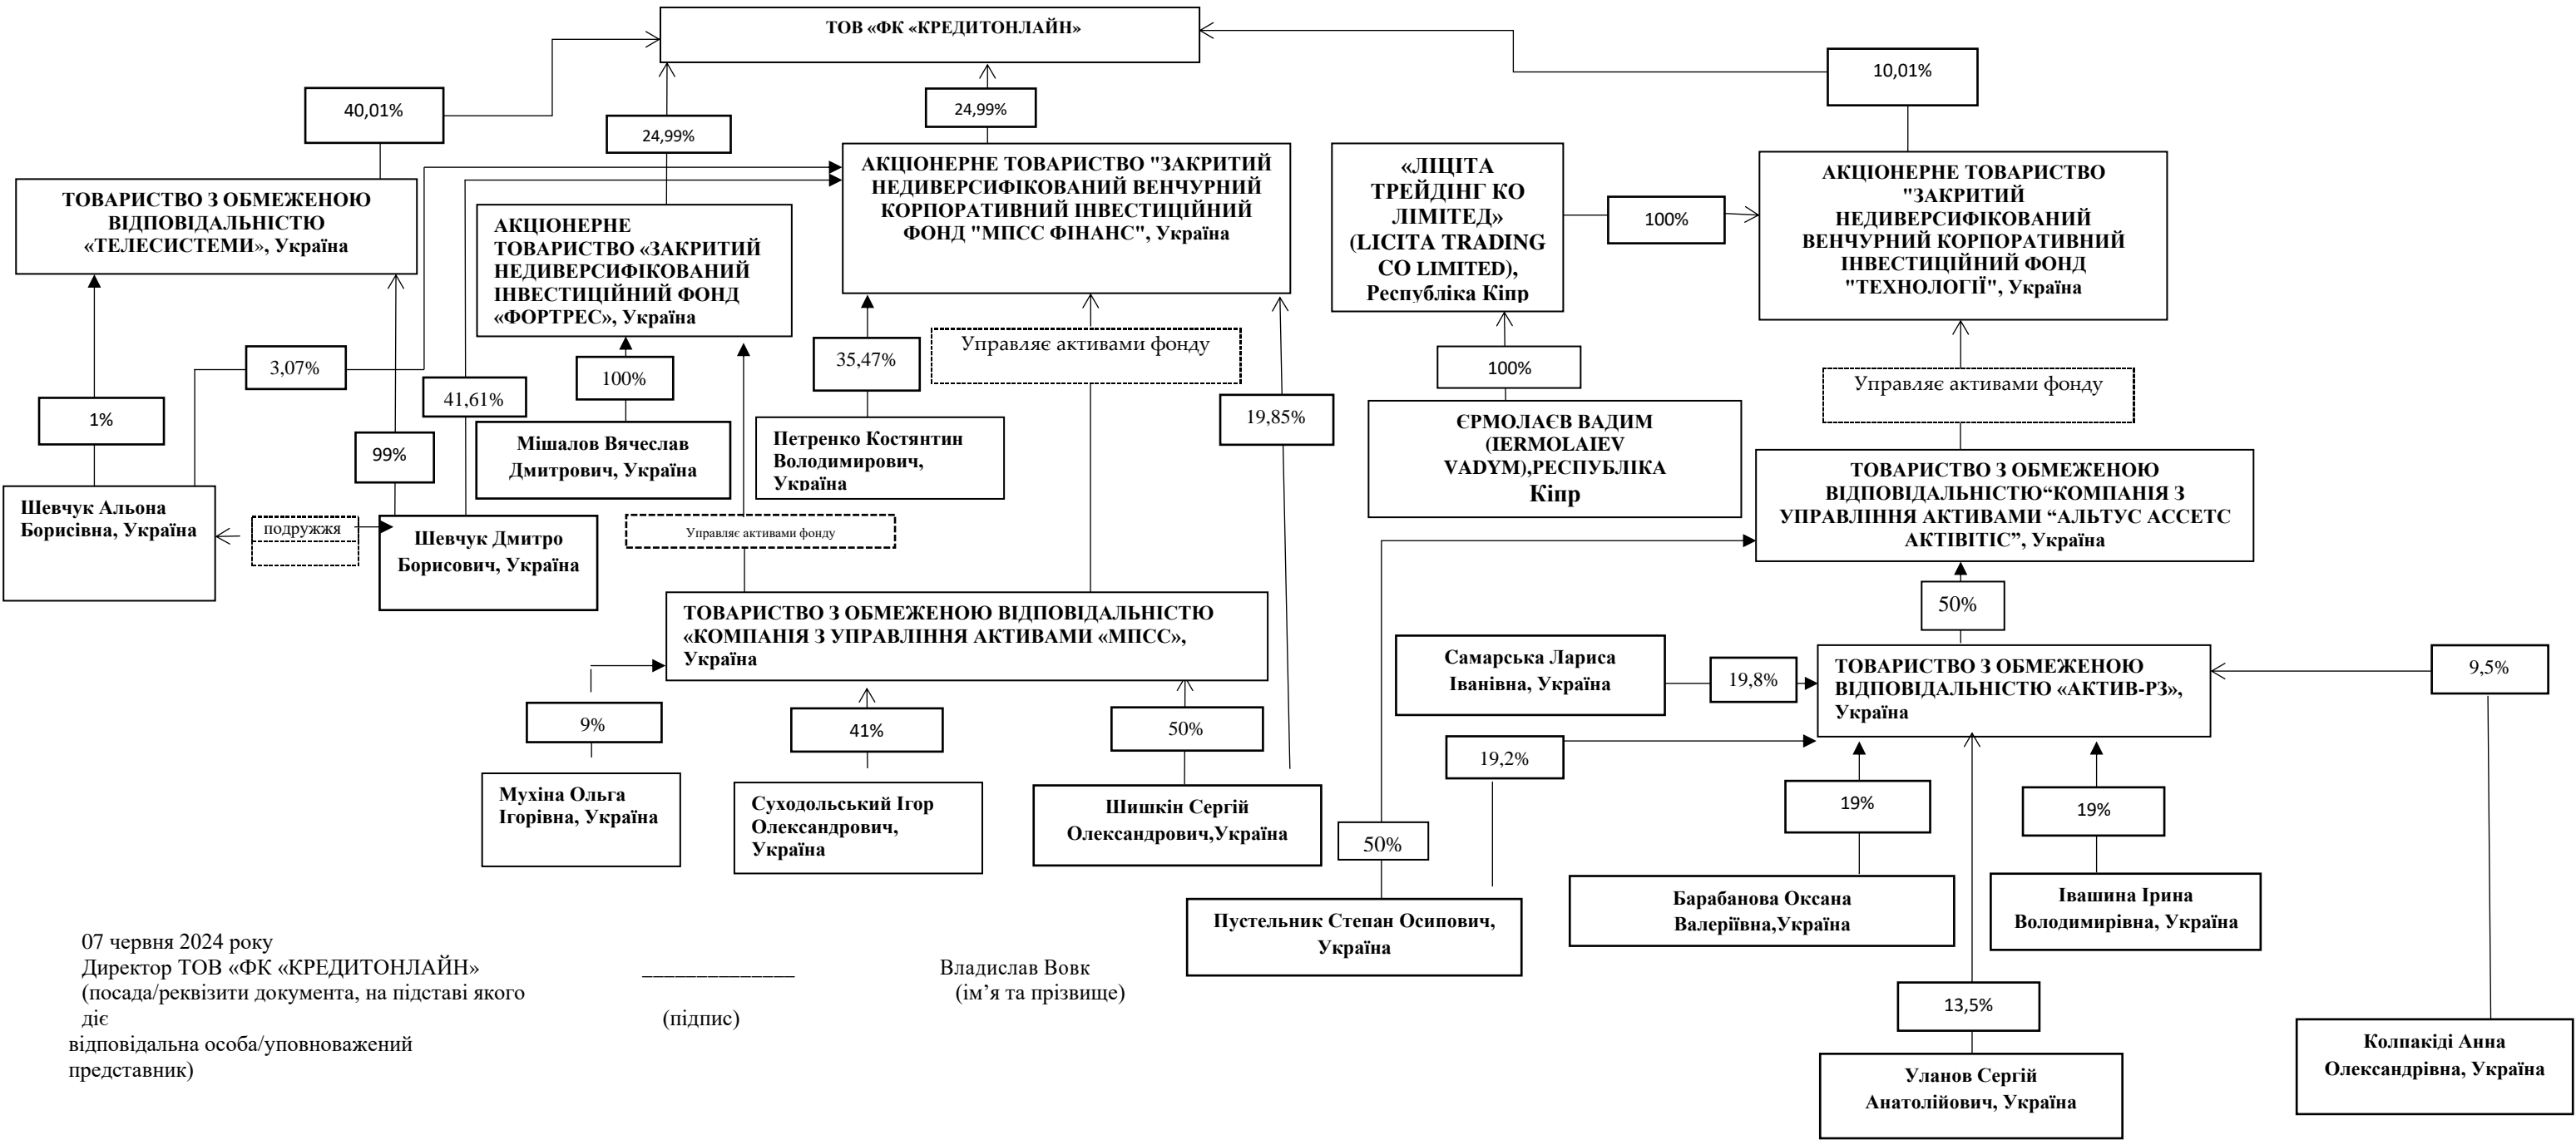 ТОВ «ФК «КРЕДИТОНЛАЙН»
40,01%
24,99%
24,99%
10,01%
ТОВАРИСТВО З ОБМЕЖЕНОЮ
ВІДПОВІДАЛЬНІСТЮ
«ТЕЛЕСИСТЕМИ», Україна
АКЦІОНЕРНЕ
ТОВАРИСТВО «ЗАКРИТИЙ
НЕДИВЕРСИФІКОВАНИЙ
ІНВЕСТИЦІЙНИЙ ФОНД
«ФОРТРЕС», Україна
АКЦІОНЕРНЕ ТОВАРИСТВО "ЗАКРИТИЙ
НЕДИВЕРСИФІКОВАНИЙ ВЕНЧУРНИЙ
КОРПОРАТИВНИЙ ІНВЕСТИЦІЙНИЙ
ФОНД "МПСС ФІНАНС", Україна
«ЛІЦІТА
ТРЕЙДІНГ КО
ЛІМІТЕД»
(LICITA TRADING
CO LIMITED),
Республіка Кіпр
100%
АКЦІОНЕРНЕ ТОВАРИСТВО
"ЗАКРИТИЙ
НЕДИВЕРСИФІКОВАНИЙ
ВЕНЧУРНИЙ КОРПОРАТИВНИЙ
ІНВЕСТИЦІЙНИЙ ФОНД
"ТЕХНОЛОГІЇ", Україна
3,07%
1%
99%
41,61%
100%
35,47%
Управляє активами фонду
19,85%
100%
Управляє активами фонду
Мішалов Вячеслав
Дмитрович, Україна
Петренко Костянтин
Володимирович,
Україна
ЄРМОЛАЄВ ВАДИМ
(IERMOLAIEV
VADYM),РЕСПУБЛІКА
Кіпр
ТОВАРИСТВО З ОБМЕЖЕНОЮ
ВІДПОВІДАЛЬНІСТЮ“КОМПАНІЯ З
УПРАВЛІННЯ АКТИВАМИ “АЛЬТУС АССЕТС
АКТІВІТІС”, Україна
Шевчук Альона
Борисівна, Україна
подружжя
Шевчук Дмитро
Борисович, Україна
Управляє активами фонду
50%
ТОВАРИСТВО З ОБМЕЖЕНОЮ ВІДПОВІДАЛЬНІСТЮ
«КОМПАНІЯ З УПРАВЛІННЯ АКТИВАМИ «МПСС»,
Україна
Самарська Лариса
Іванівна, Україна
19,8%
ТОВАРИСТВО З ОБМЕЖЕНОЮ
ВІДПОВІДАЛЬНІСТЮ «АКТИВ-РЗ»,
Україна
9,5%
9%
41%
50%
19,2%
19%
19%
50%
Мухіна Ольга
Ігорівна, Україна
Суходольський Ігор
Олександрович,
Україна
Шишкін Сергій
Олександрович,Україна
Пустельник Степан Осипович,
Україна
Барабанова Оксана
Валеріївна,Україна
Івашина Ірина
Володимирівна, Україна
13,5%
Уланов Сергій
Анатолійович, Україна
Колпакіді Анна
Олександрівна, Україна
07 червня 2024 року
Директор ТОВ «ФК «КРЕДИТОНЛАЙН» ______________ Владислав Вовк
(посада/реквізити документа, на підставі якого (ім’я та прізвище)
діє (підпис)
відповідальна особа/уповноважений
представник)